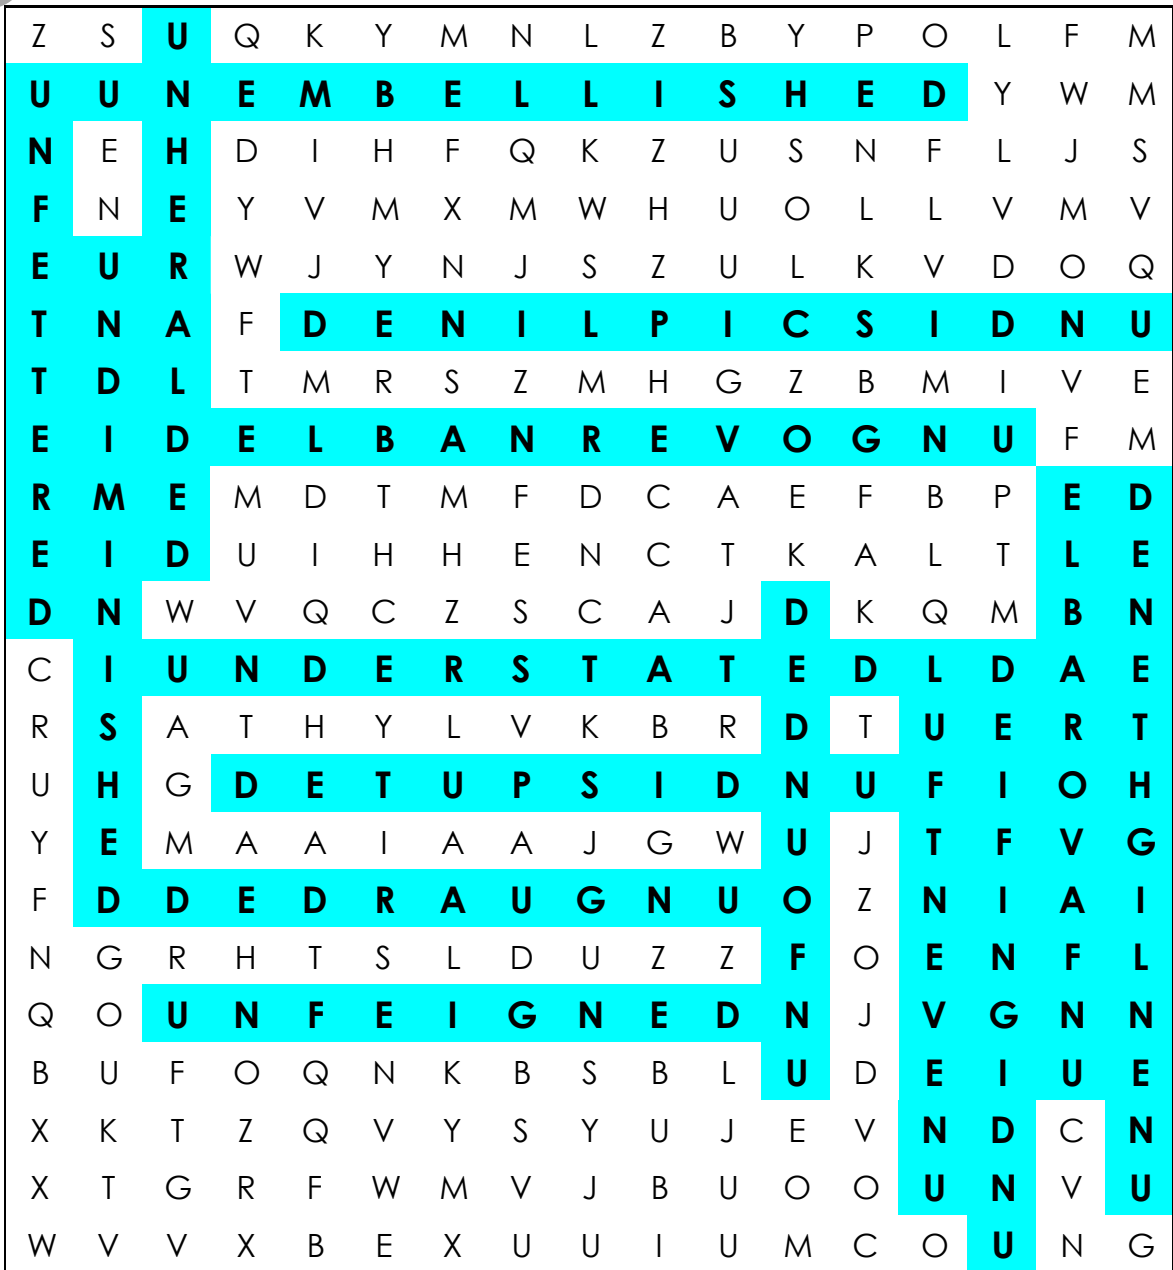 Z S U Q K Y M N L Z B Y P O L F M
U U N E M B E L L I S H E D Y W M
N E H D I H F Q K Z U S N F L J S
F N E Y V M X M W H U O L L V M V
E U R W J Y N J S Z U L K V D O Q
T N A F D E N I L P I C S I D N U
T D L T M R S Z M H G Z B M I V E
E I D E L B A N R E V O G N U F M
R M E M D T M F D C A E F B P E D
E I D U I H H E N C T K A L T L E
D N W V Q C Z S C A J D K Q M B N
C I U N D E R S T A T E D L D A E
R S A T H Y L V K B R D T U E R T
U H G D E T U P S I D N U F I O H
Y E M A A I A A J G W U J T F V G
F D D E D R A U G N U O Z N I A I
N G R H T S L D U Z Z F O E N F L
Q O U N F E I G N E D N J V G N N
B U F O Q N K B S B L U D E I U E
X K T Z Q V Y S Y U J E V N D C N
X T G R F W M V J B U O O U N V U
W V V X B E X U U I U M C O U N G